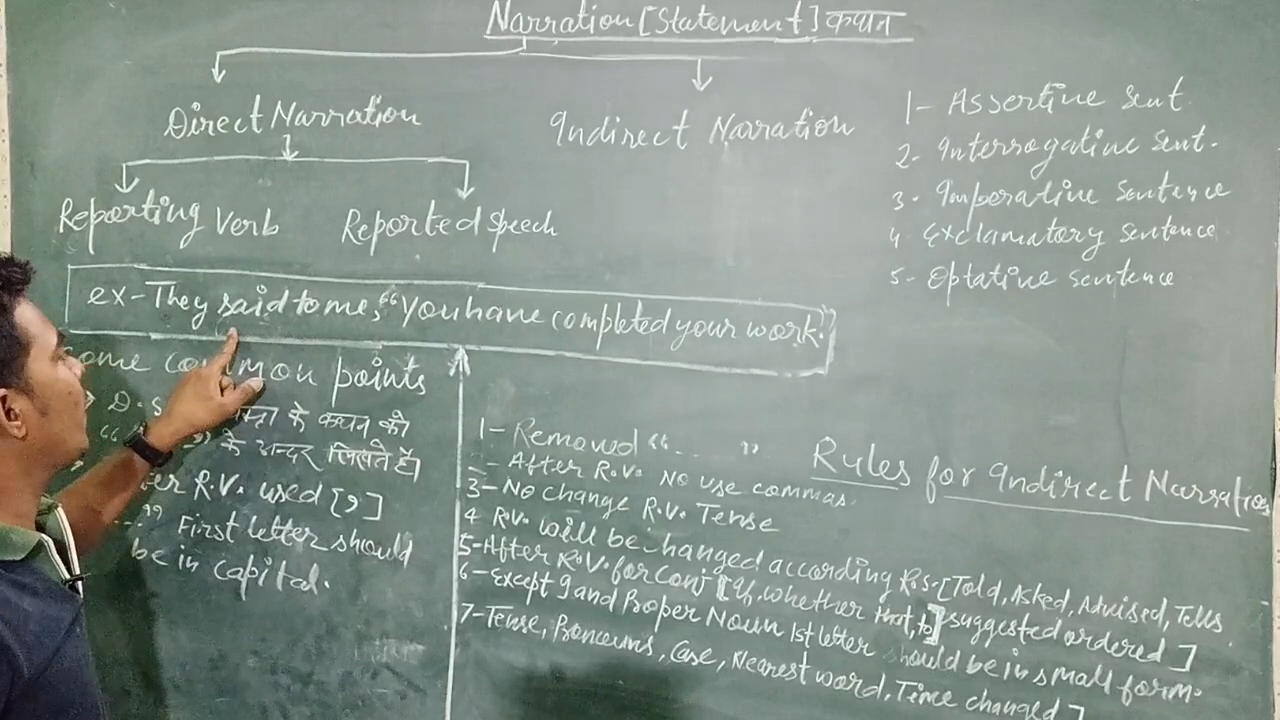 Narration [Statement] कथन
Direct Narration
Indirect Narration
Reporting Verb
Reported Speech
1- Assertive sent.
2- Interrogative sent.
3- Imperative sentence
4 Exclamatory sentence
5- Optative sentence
ex- They said to me, “You have completed your work.”
Some common points
D.S के कथन को
“ ” के अन्दर लिखते हैं।
R.V. used [,]
” First letter should
be in capital.
Rules for Indirect Narration
1- Removed “... ”
- After R.V. No use commas.
3- No change R.V. Tense
4 R.V. will be changed according R.S. [Told, Asked, Advised, Tells
suggested ordered]
5- After R.V. for Conj [If, whether that, to]
6- Except I and Proper Noun 1st letter should be in small form.
7- Tense, Pronouns, Case, Nearest word, Time changed]